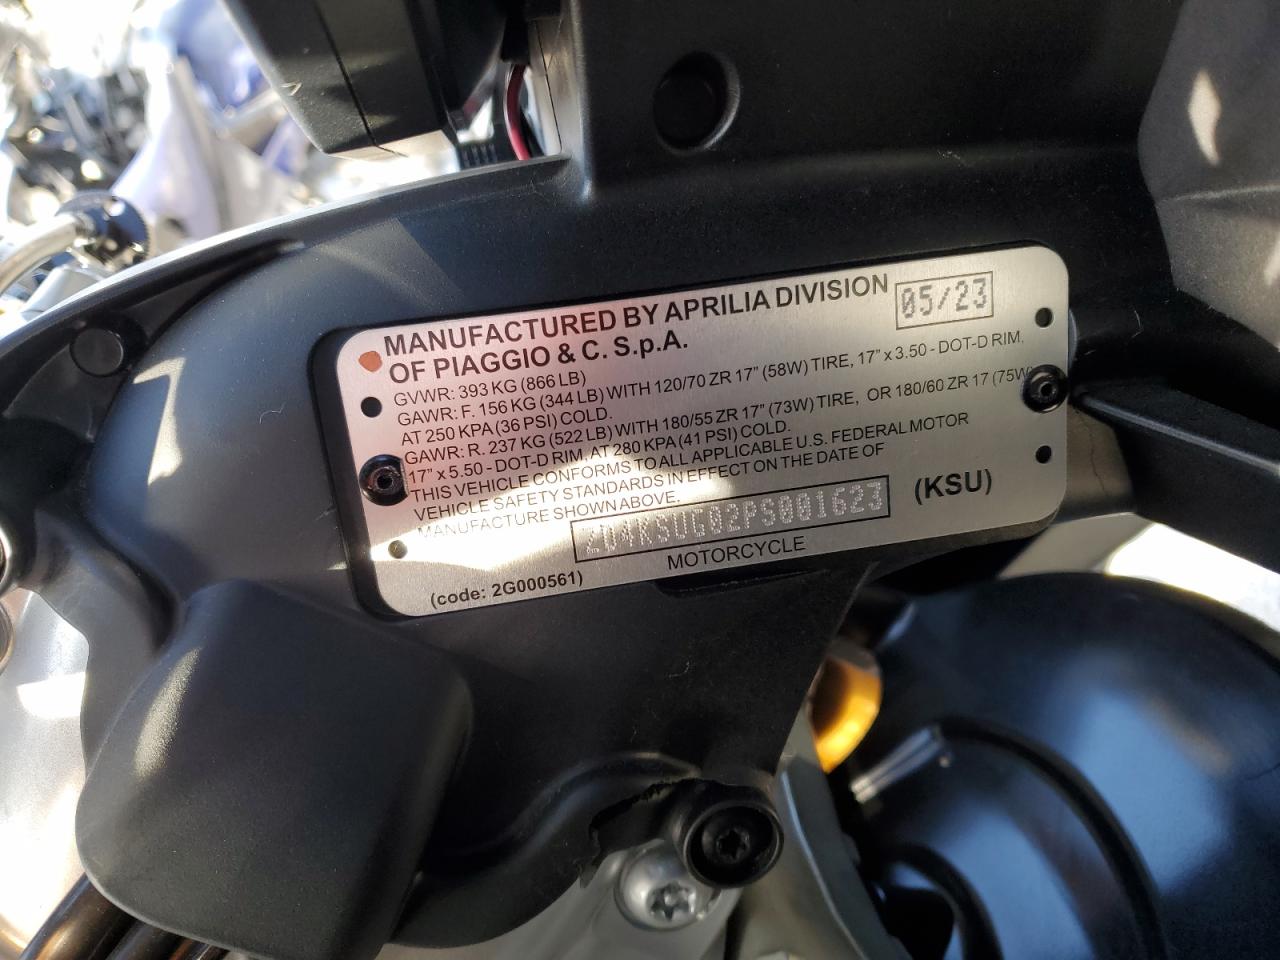 MANUFACTURED BY APRILIA DIVISION 05/23
OF PIAGGIO & C. S.p.A.
GVWR: 393 KG (866 LB)
GAWR: F. 156 KG (344 LB) WITH 120/70 ZR 17" (58W) TIRE, 17" x 3.50 - DOT-D RIM,
AT 250 KPA (36 PSI) COLD.
GAWR: R. 237 KG (522 LB) WITH 180/55 ZR 17" (73W) TIRE, OR 180/60 ZR 17 (75W
17" x 5.50 - DOT-D RIM, AT 280 KPA (41 PSI) COLD.
THIS VEHICLE CONFORMS TO ALL APPLICABLE U.S. FEDERAL MOTOR
VEHICLE SAFETY STANDARDS IN EFFECT ON THE DATE OF
MANUFACTURE SHOWN ABOVE.
ZD4KSUG02PS001623 (KSU)
MOTORCYCLE
(code: 2G000561)